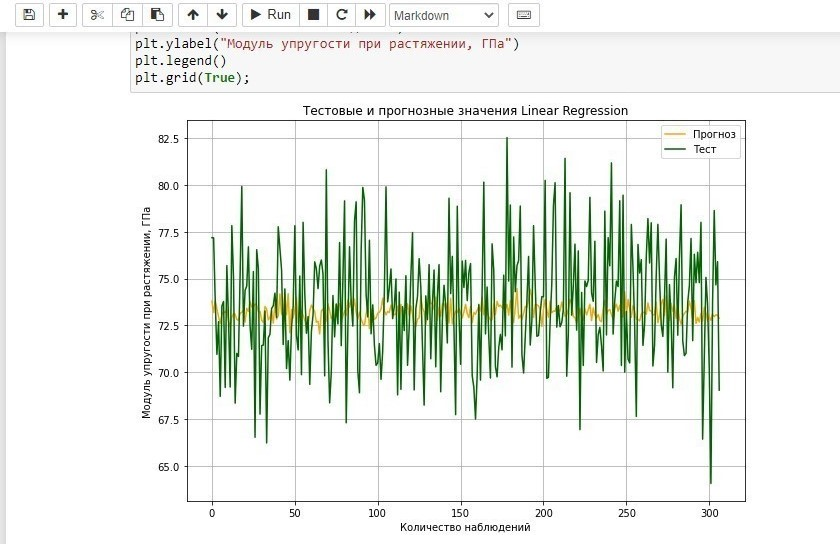 Run
Markdown
plt.ylabel("Модуль упругости при растяжении, ГПа")
plt.legend()
plt.grid(True);
Тестовые и прогнозные значения Linear Regression
Прогноз
Тест
82.5
80.0
77.5
75.0
72.5
70.0
67.5
65.0
Модуль упругости при растяжении, ГПа
0 50 100 150 200 250 300
Количество наблюдений